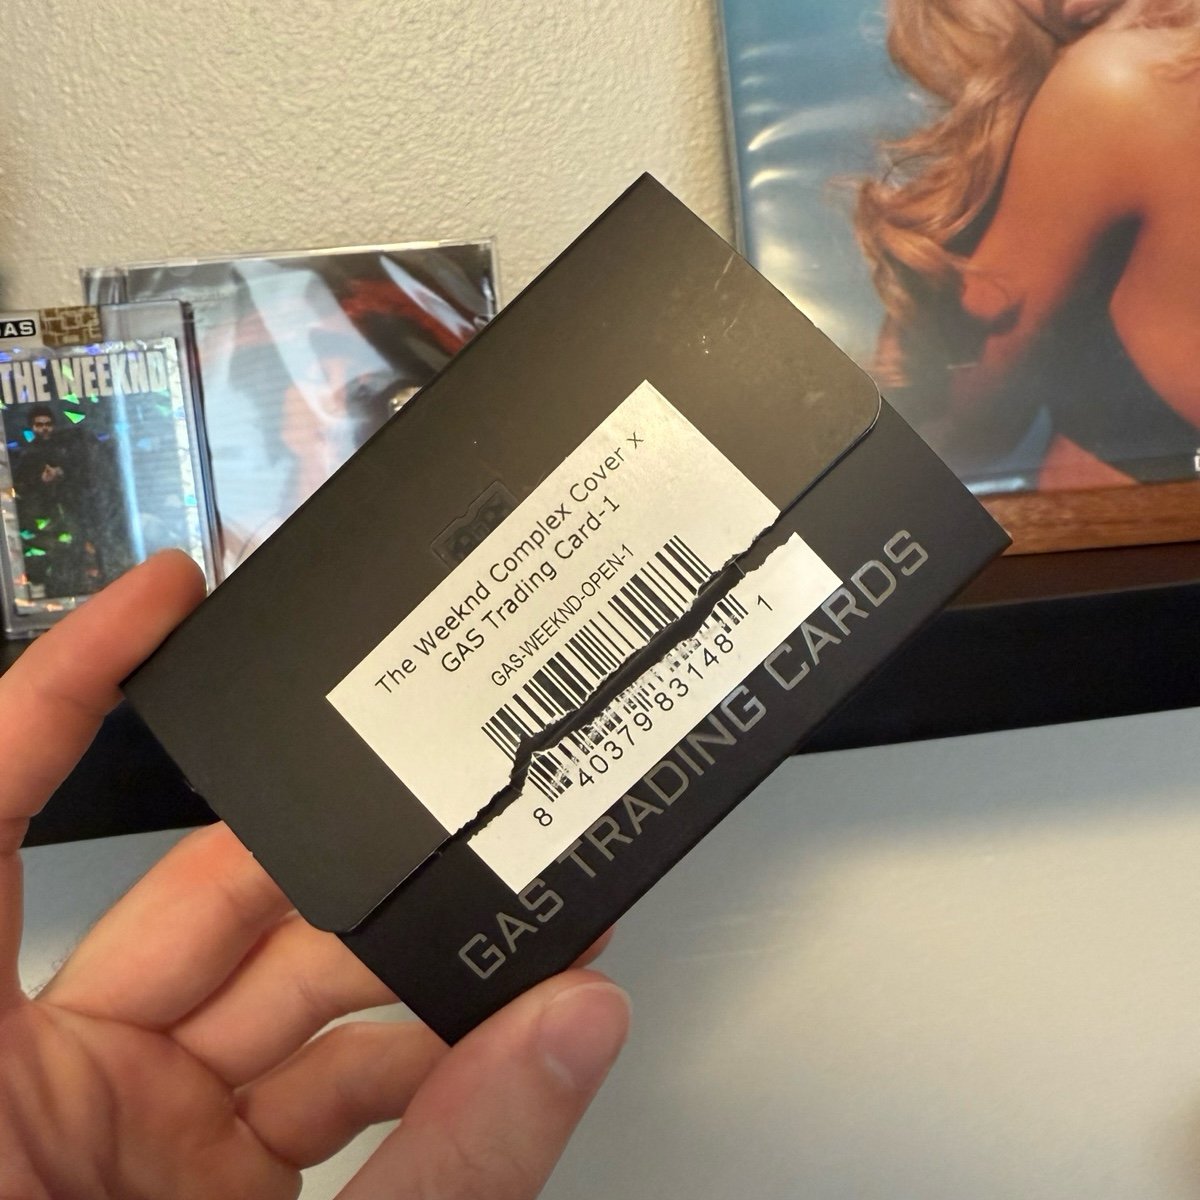 GAS
THE WEEKND
The Weeknd Complex Cover x
GAS Trading Card-1
GAS-WEEKND-OPEN-1
8 40379 83148 1
GAS TRADING CARDS